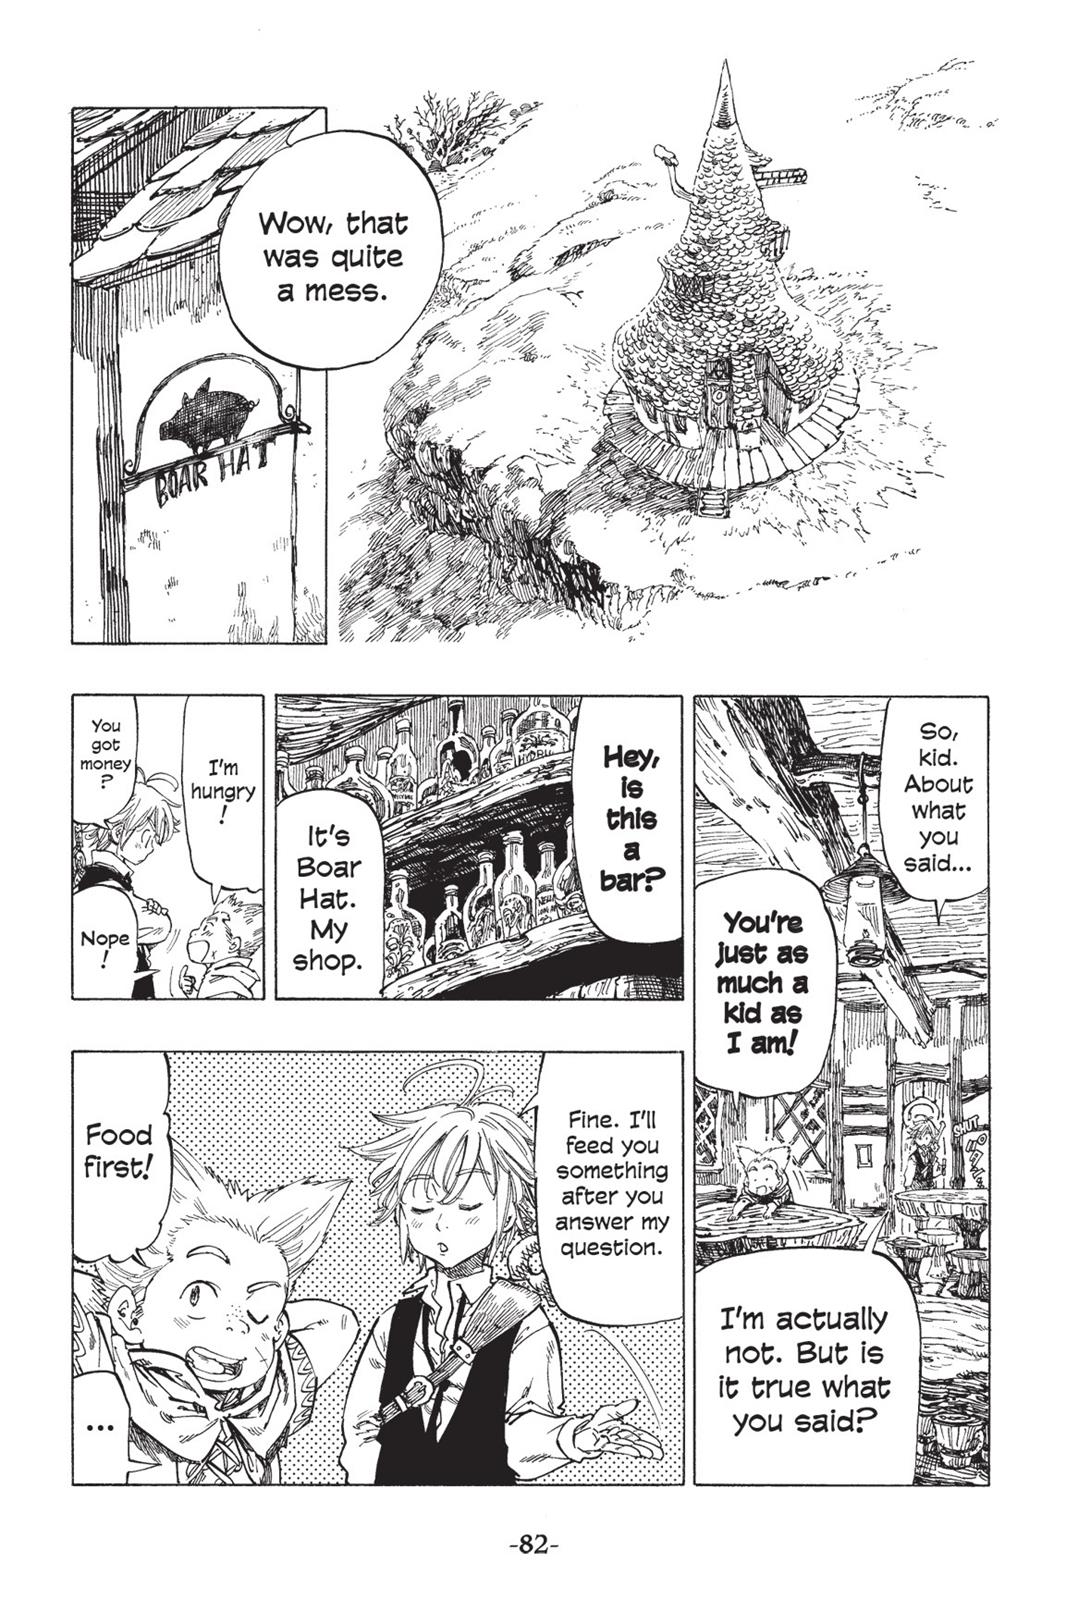 Wow, that
was quite
a mess.
BOAR HAT
So,
kid.
About
what
you
said...
You're
just as
much a
kid as
I am!
SHUT
I'm actually
not. But is
it true what
you said?
Hey,
is
this
a
bar?
It's
Boar
Hat.
My
shop.
I'm
hungry
!
You
got
money
?
Nope
!
Fine. I'll
feed you
something
after you
answer my
question.
Food
first!
...
-82-